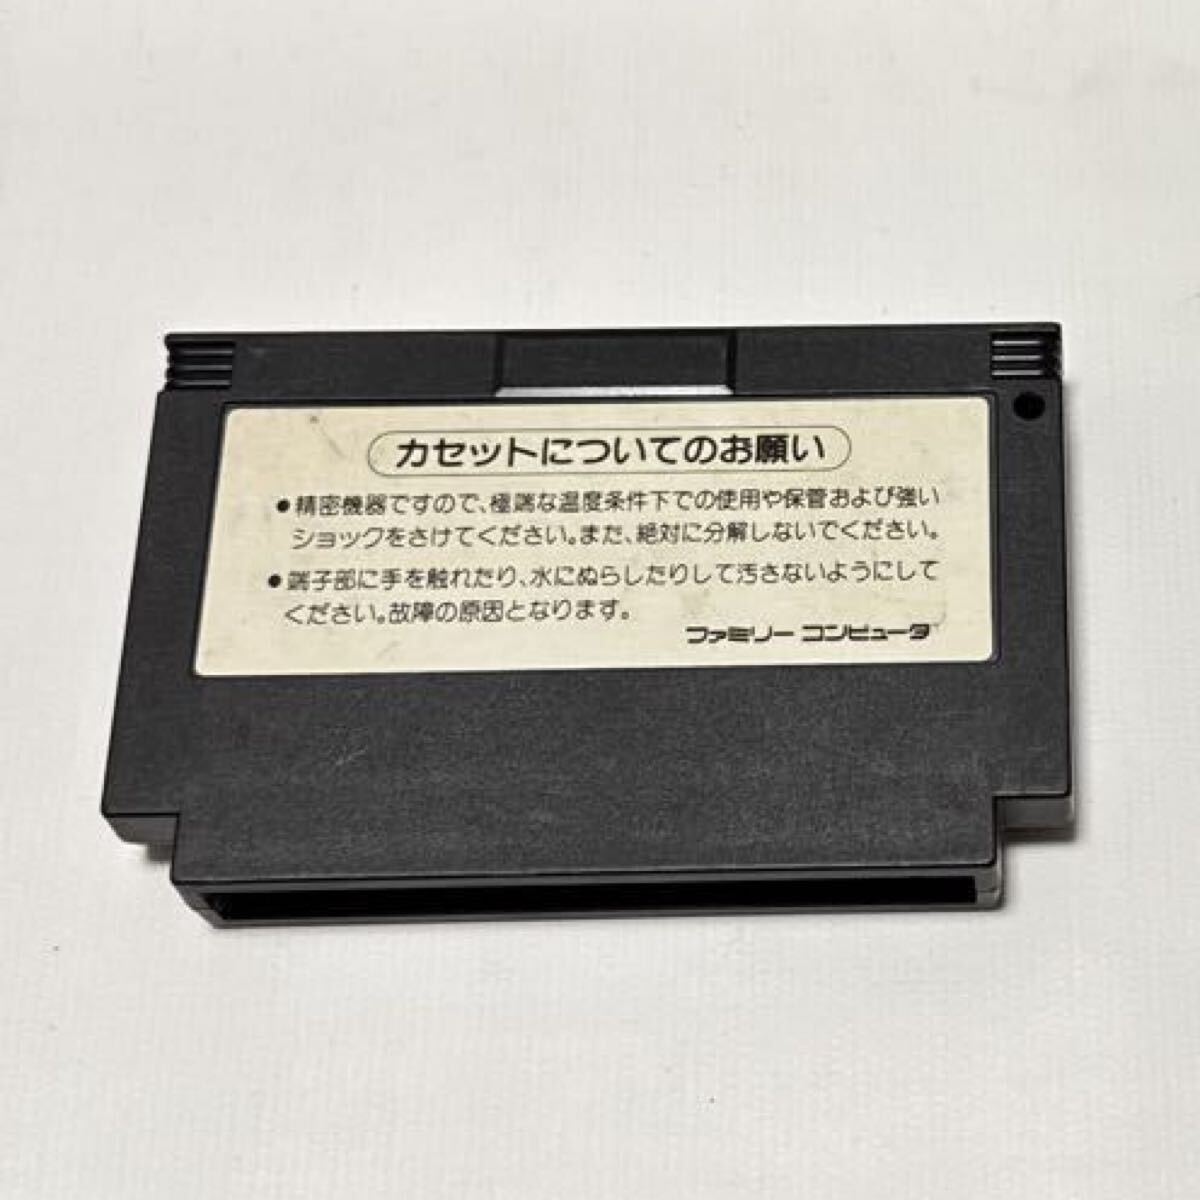 カセットについてのお願い
●精密機器ですので、極端な温度条件下での使用や保管および強い
ショックをさけてください。また、絶対に分解しないでください。
●端子部に手を触れたり、水にぬらしたりして汚さないようにして
ください。故障の原因となります。
ファミリー コンピュータ